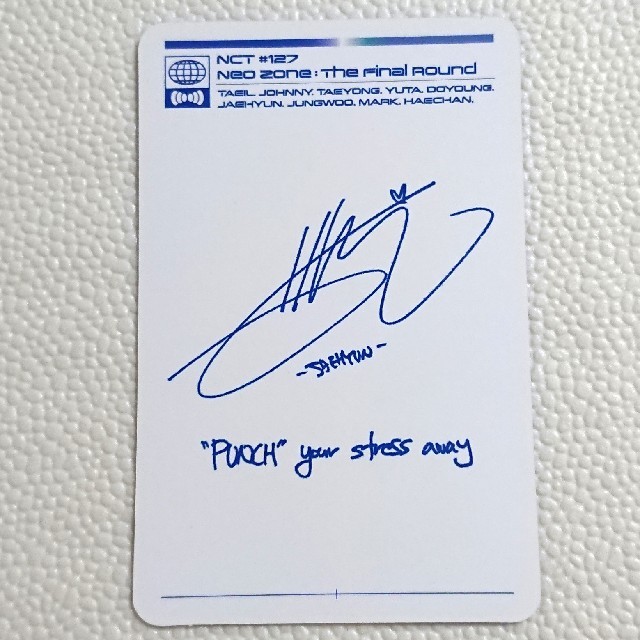 NCT #127
Neo Zone : The Final Round
TAEIL. JOHNNY. TAEYONG. YUTA. DOYOUNG.
JAEHYUN. JUNGWOO. MARK. HAECHAN.
-JAEHYUN-
"PUNCH" your stress away